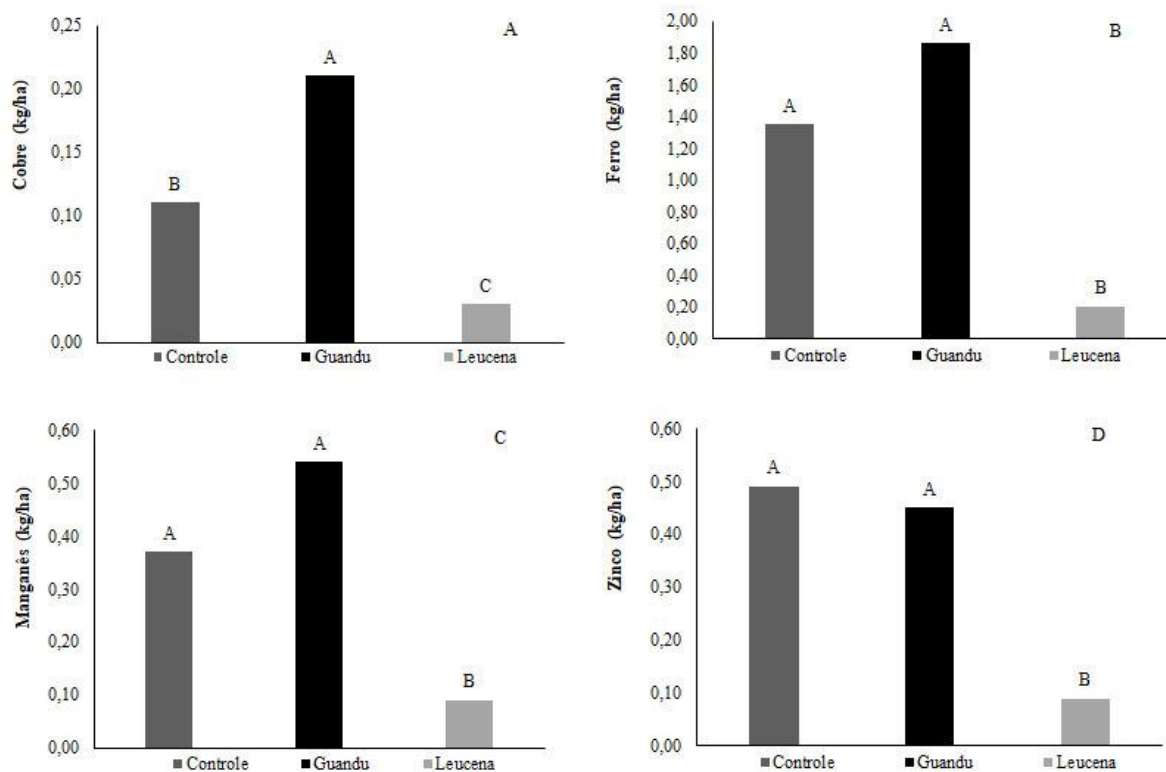 A
Cobre (kg/ha)
0,25
0,20
0,15
0,10
0,05
0,00
B
A
C
Controle Guandu Leucena
B
Ferro (kg/ha)
2,00
1,80
1,60
1,40
1,20
1,00
0,80
0,60
0,40
0,20
0,00
A
A
B
Controle Guandu Leucena
C
Manganês (kg/ha)
0,60
0,50
0,40
0,30
0,20
0,10
0,00
A
A
B
Controle Guandu Leucena
D
Zinco (kg/ha)
0,60
0,50
0,40
0,30
0,20
0,10
0,00
A
A
B
Controle Guandu Leucena